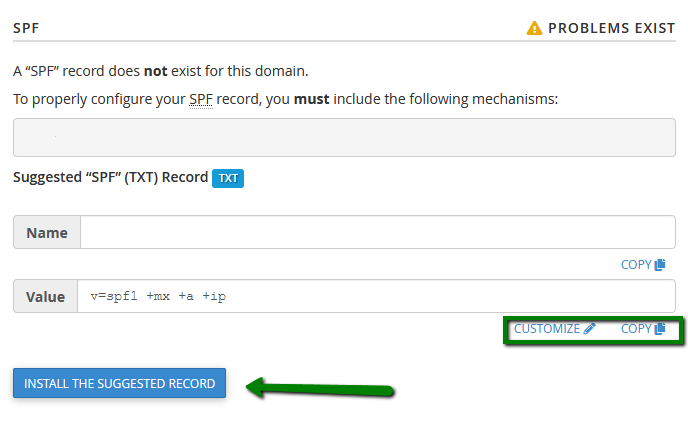 SPF
PROBLEMS EXIST
A “SPF” record does not exist for this domain.
To properly configure your SPF record, you must include the following mechanisms:
Suggested “SPF” (TXT) Record TXT
Name
COPY
Value v=spf1 +mx +a +ip
CUSTOMIZE COPY
INSTALL THE SUGGESTED RECORD